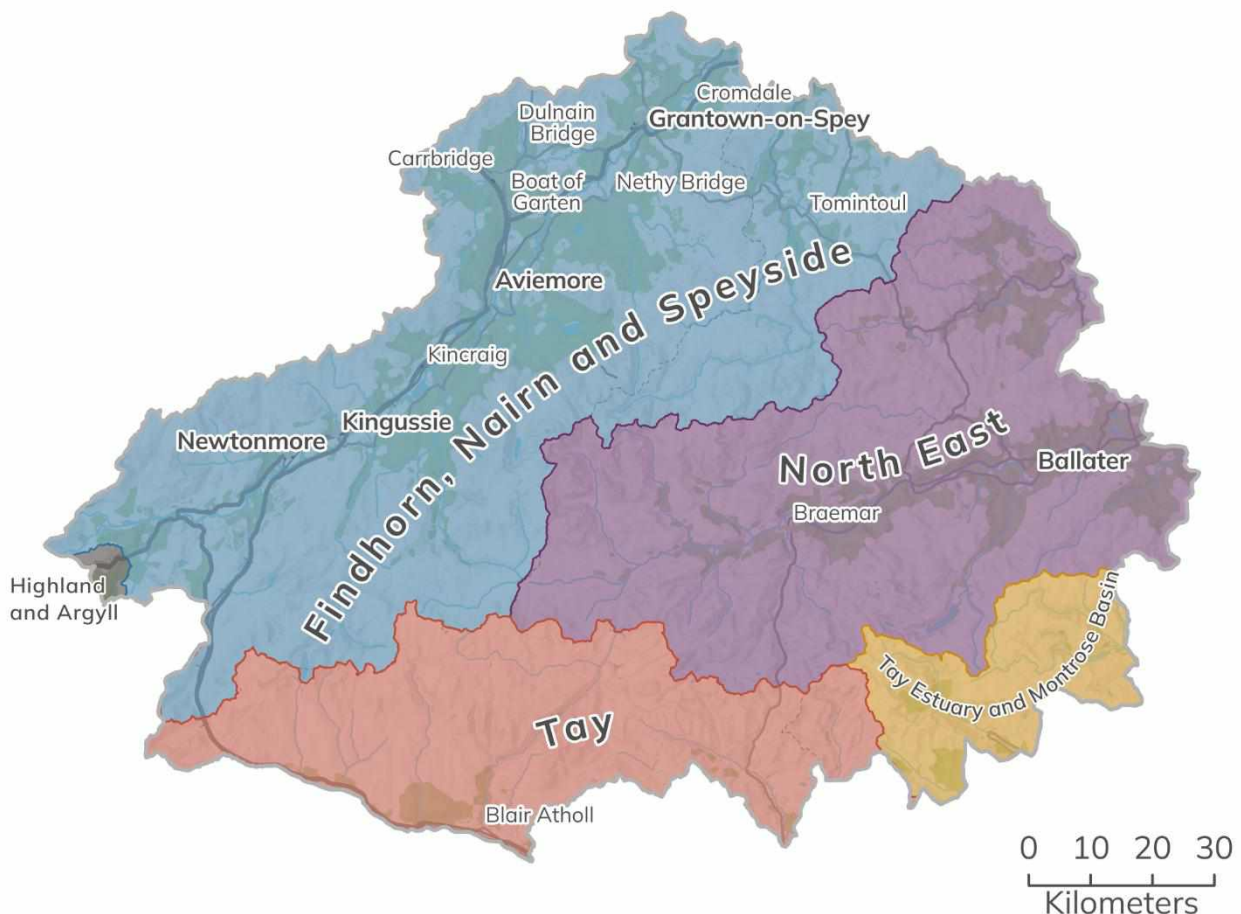 Cromdale
Dulnain
Bridge
Grantown-on-Spey
Carrbridge
Boat of
Garten
Nethy Bridge
Tomintoul
Aviemore
Findhorn, Nairn and Speyside
Kincraig
Kingussie
Newtonmore
North East
Ballater
Braemar
Highland
and Argyll
Tay Estuary and Montrose Basin
Tay
Blair Atholl
0 10 20 30
Kilometers